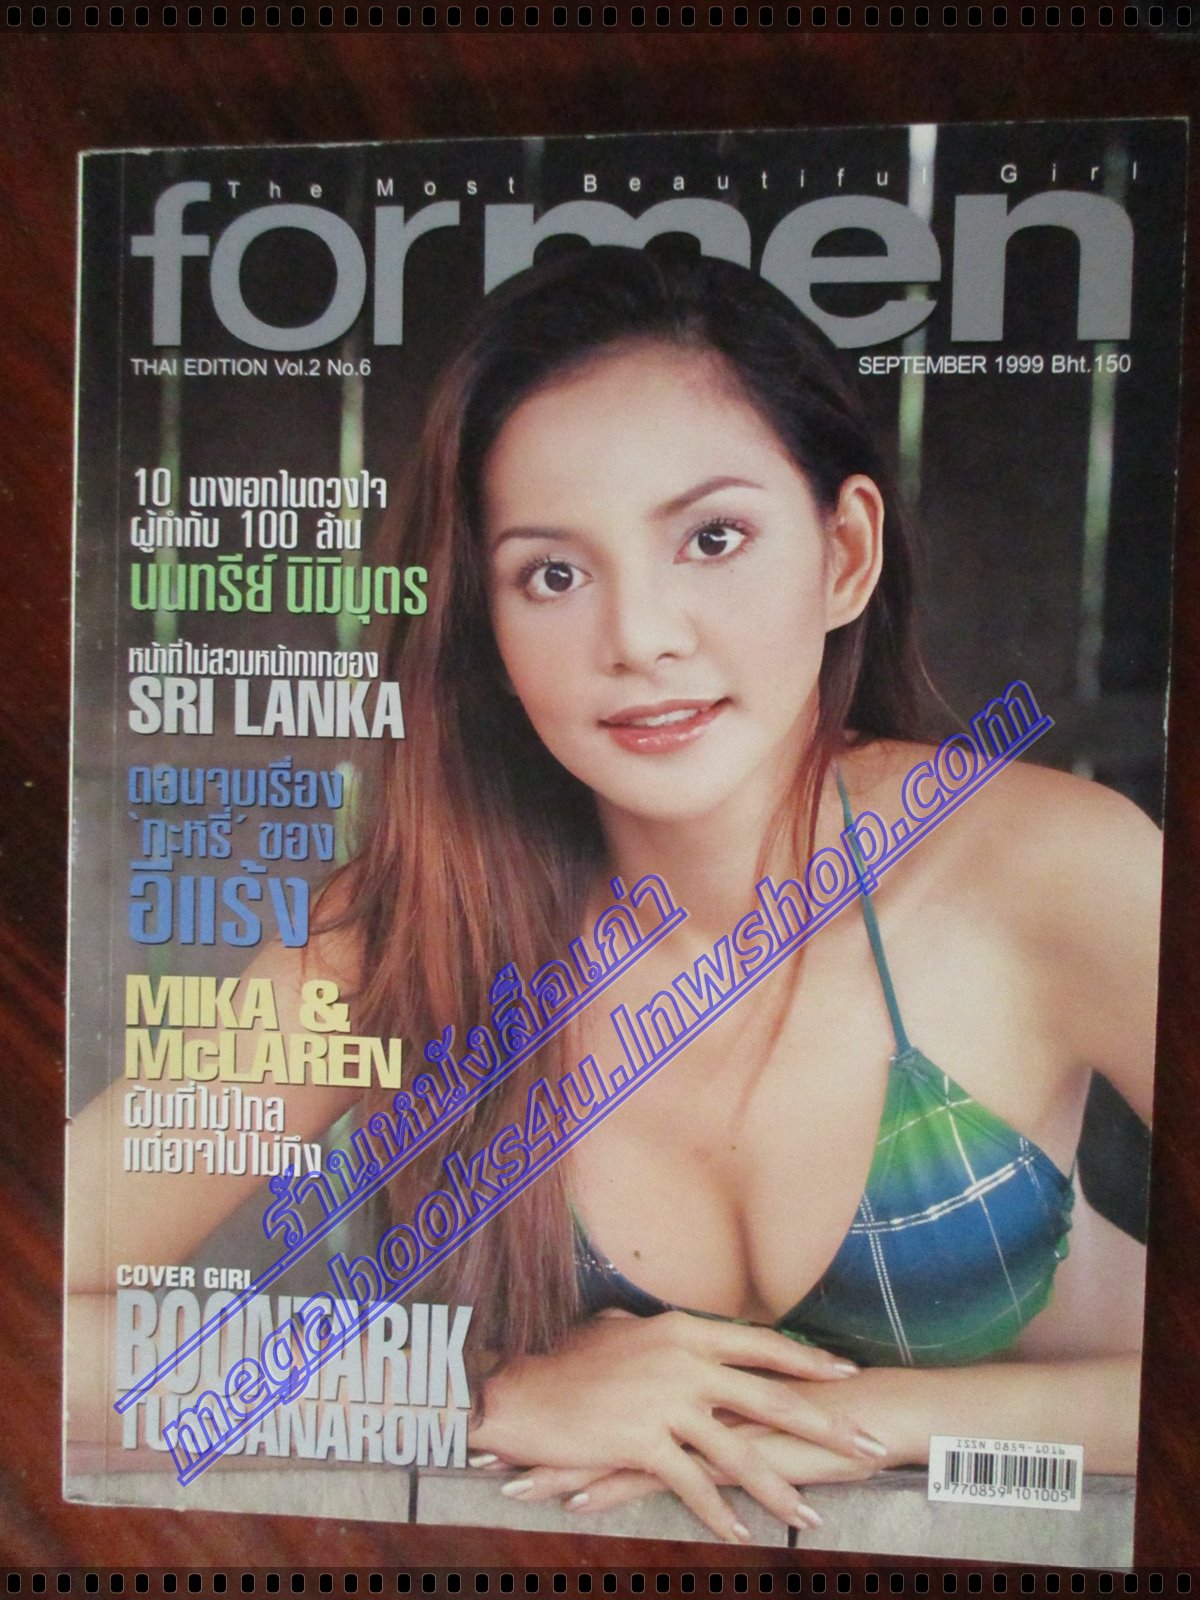 The Most Beautiful Girl
for men
THAI EDITION Vol.2 No.6
SEPTEMBER 1999 Bht.150
10 นางเอกในดวงใจ
ผู้กำกับ 100 ล้าน
นนทรีย์ นิมิบุตร
หน้าที่ไม่สวมหน้ากากของ
SRI LANKA
ตอนจบเรื่อง
'กะหรี่' ของ
อีแร้ง
MIKA &
McLAREN
ฝันที่ไม่ไกล
แต่อาจไปไม่ถึง
COVER GIRL
BOONTARIK
ร้านหนังสือเก่า
megabooks4u.lnwshop.com
ISSN 0859-1016
9 770859 101005